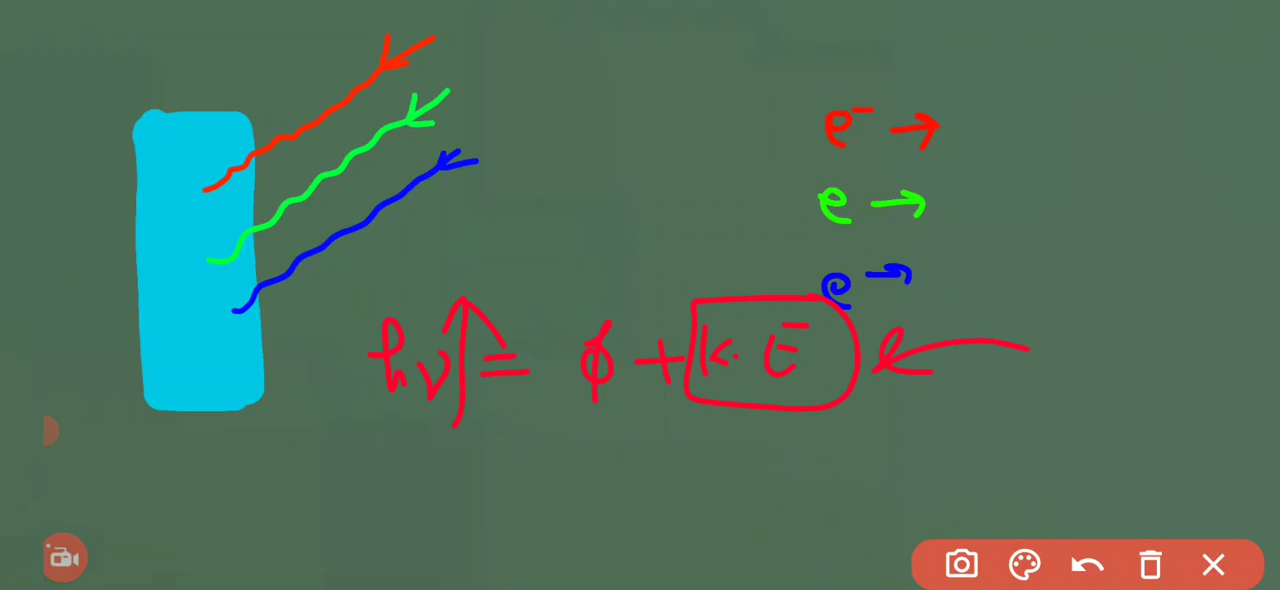 e⁻ →
e →
e →
hν = ϕ + K.E